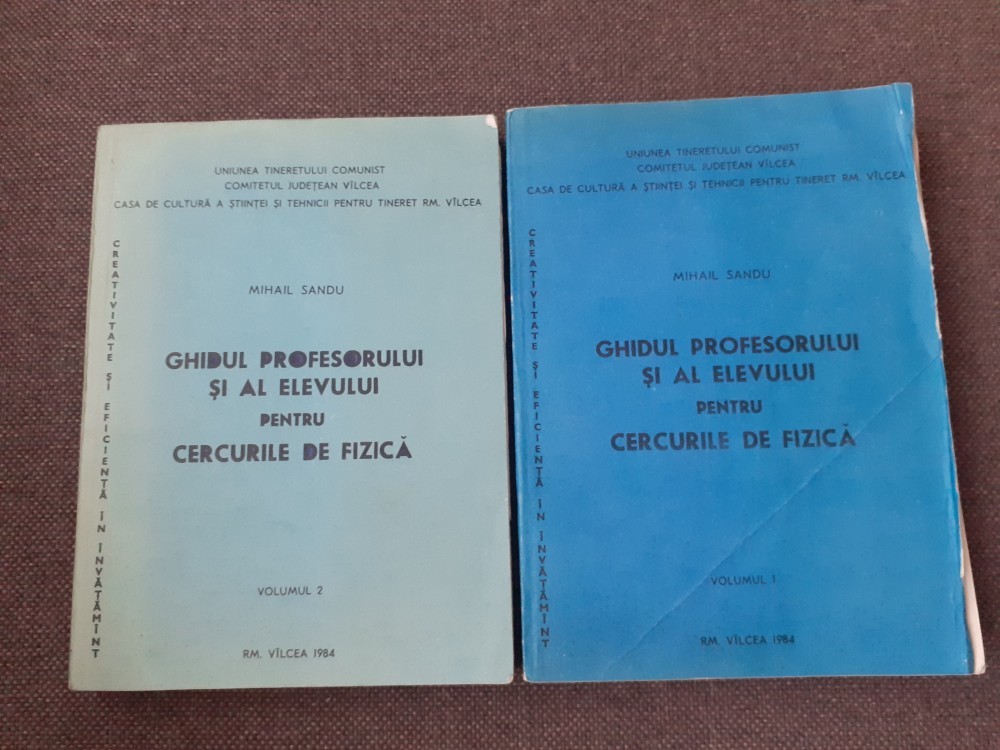 UNIUNEA TINERETULUI COMUNIST
COMITETUL JUDEȚEAN VÎLCEA
CASA DE CULTURĂ A ȘTIINȚEI ȘI TEHNICII PENTRU TINERET RM. VÎLCEA
CREATIVITATE ȘI EFICIENȚĂ ÎN ÎNVĂȚĂMÎNT
MIHAIL SANDU
GHIDUL PROFESORULUI
ȘI AL ELEVULUI
PENTRU
CERCURILE DE FIZICĂ
VOLUMUL 2
RM. VÎLCEA 1984
UNIUNEA TINERETULUI COMUNIST
COMITETUL JUDEȚEAN VÎLCEA
CASA DE CULTURĂ A ȘTIINȚEI ȘI TEHNICII PENTRU TINERET RM. VÎLCEA
CREATIVITATE ȘI EFICIENȚĂ ÎN ÎNVĂȚĂMÎNT
MIHAIL SANDU
GHIDUL PROFESORULUI
ȘI AL ELEVULUI
PENTRU
CERCURILE DE FIZICĂ
VOLUMUL 1
RM. VÎLCEA 1984